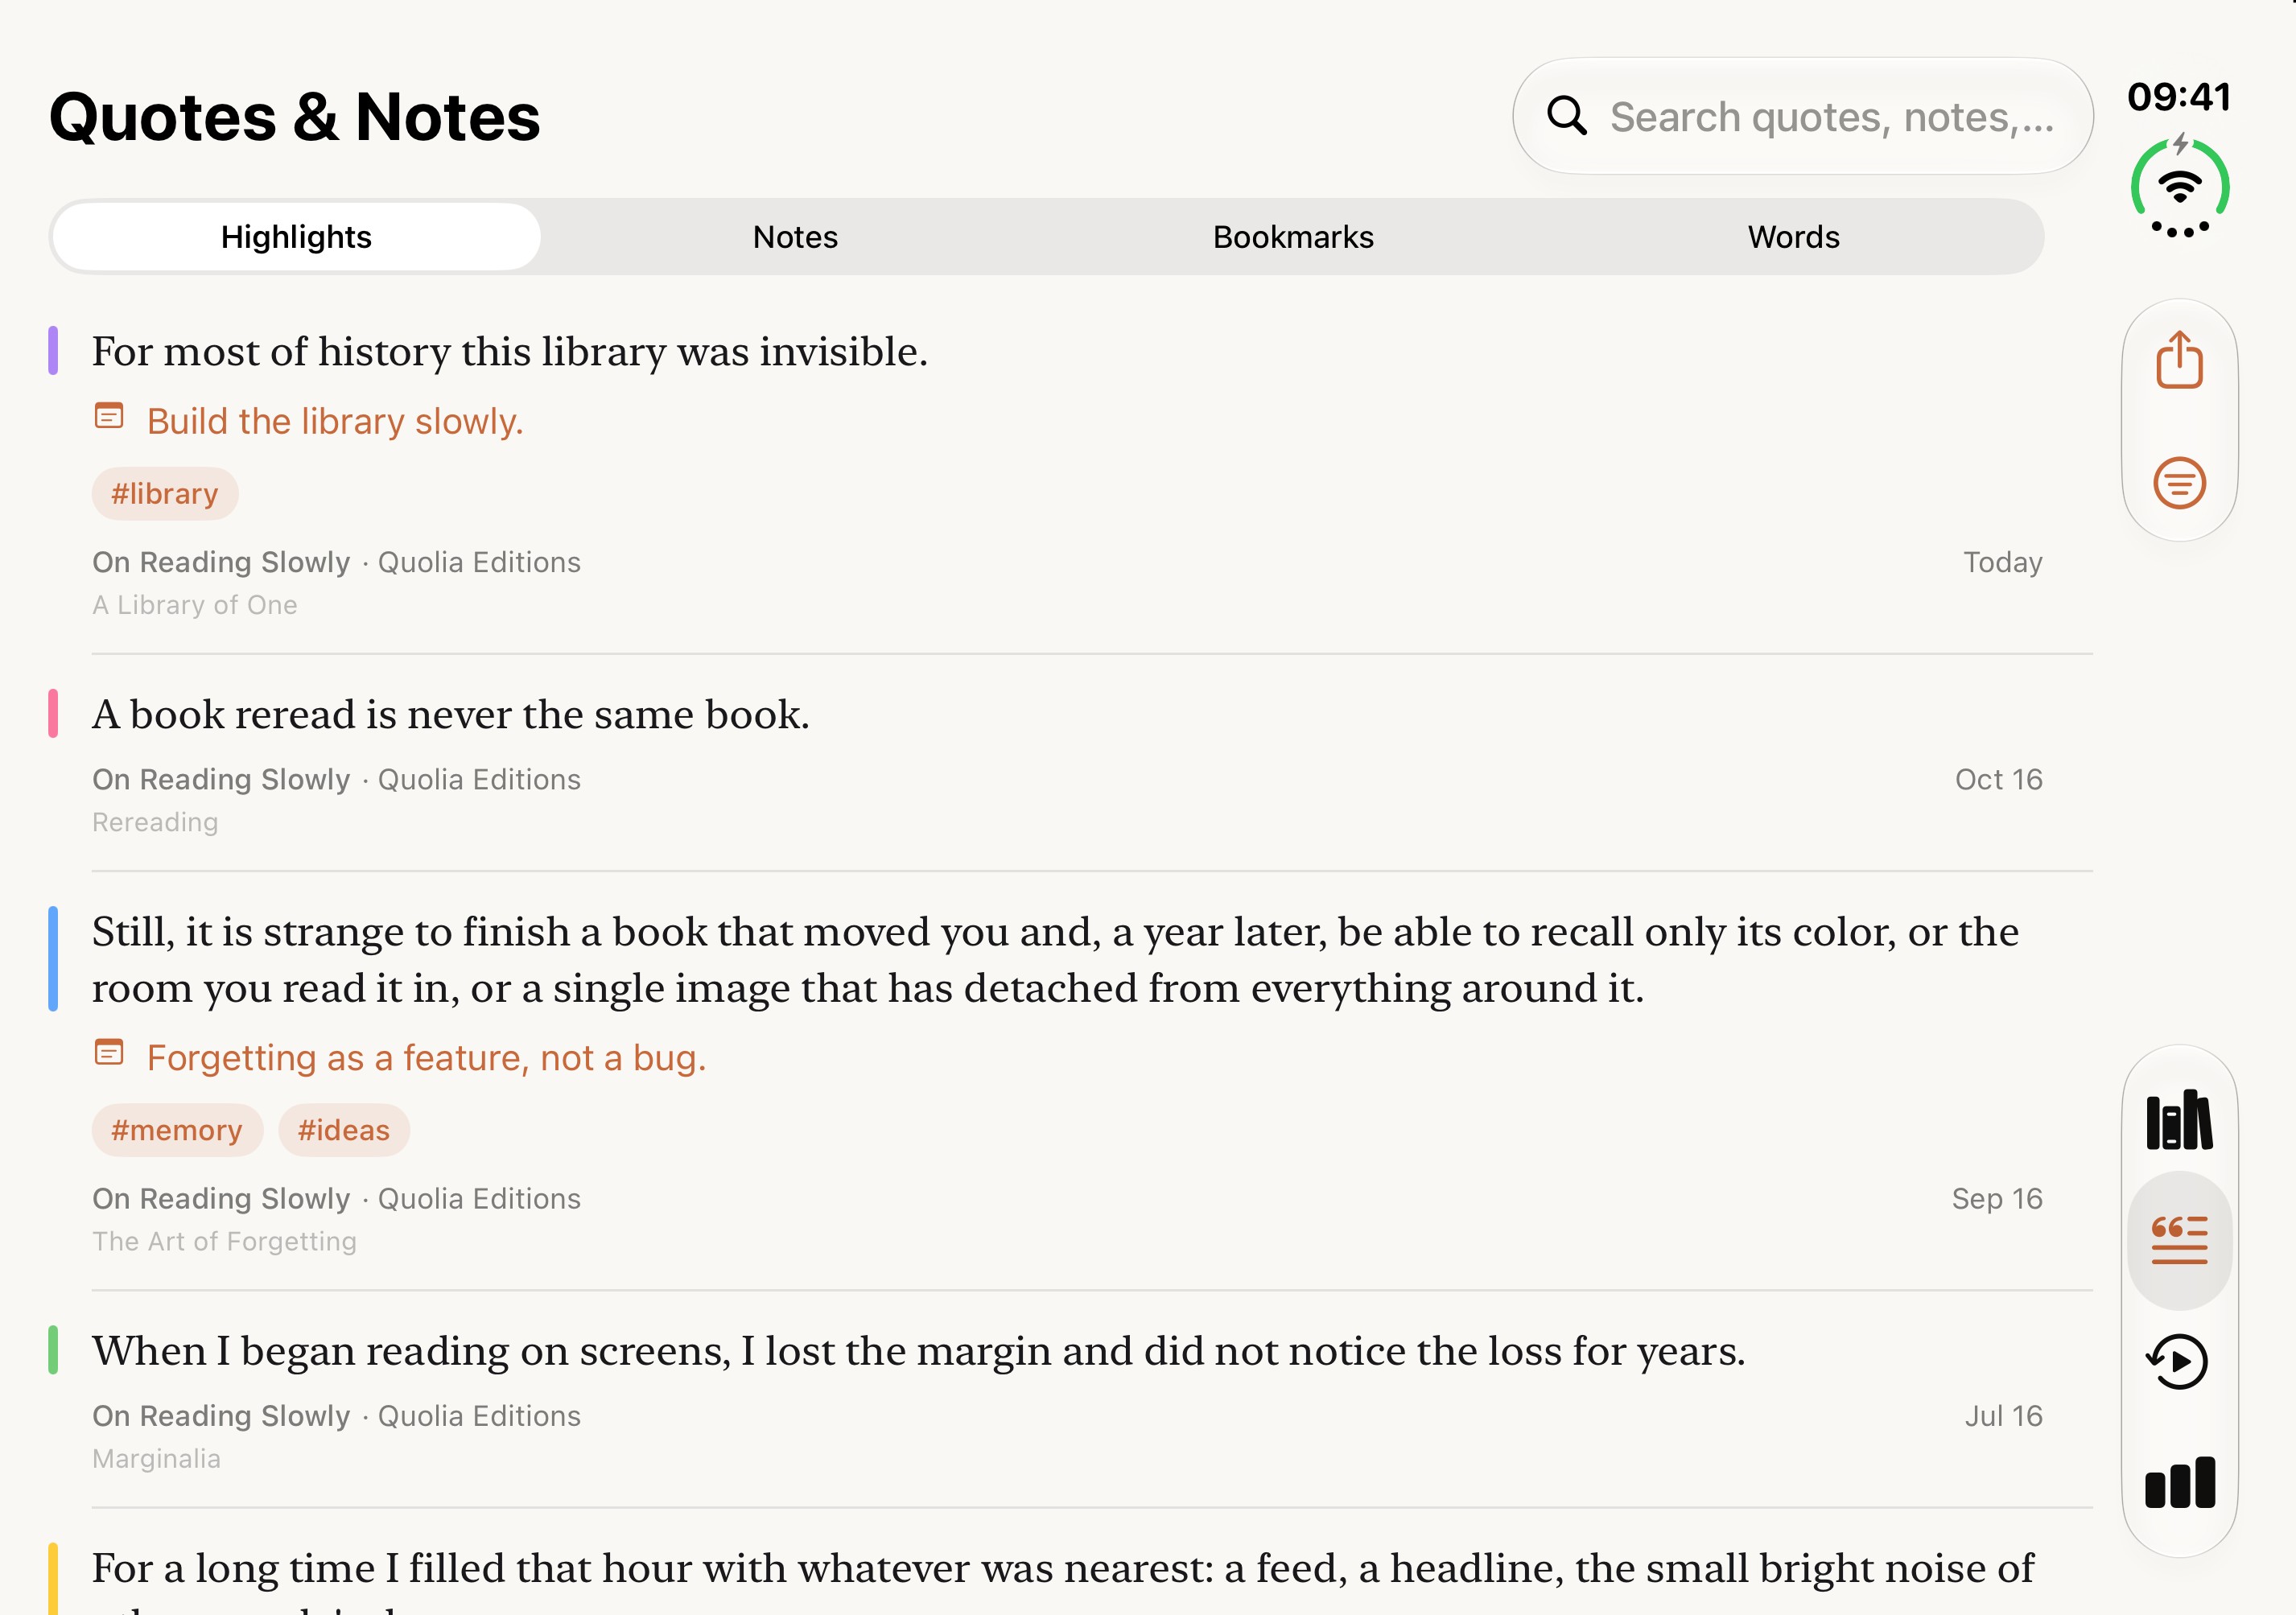 Quotes & Notes
Search quotes, notes,...
09:41
Highlights
Notes
Bookmarks
Words
For most of history this library was invisible.
Build the library slowly.
#library
On Reading Slowly · Quolia Editions
Today
A Library of One
A book reread is never the same book.
On Reading Slowly · Quolia Editions
Oct 16
Rereading
Still, it is strange to finish a book that moved you and, a year later, be able to recall only its color, or the
room you read it in, or a single image that has detached from everything around it.
Forgetting as a feature, not a bug.
#memory #ideas
On Reading Slowly · Quolia Editions
Sep 16
The Art of Forgetting
When I began reading on screens, I lost the margin and did not notice the loss for years.
On Reading Slowly · Quolia Editions
Jul 16
Marginalia
For a long time I filled that hour with whatever was nearest: a feed, a headline, the small bright noise of